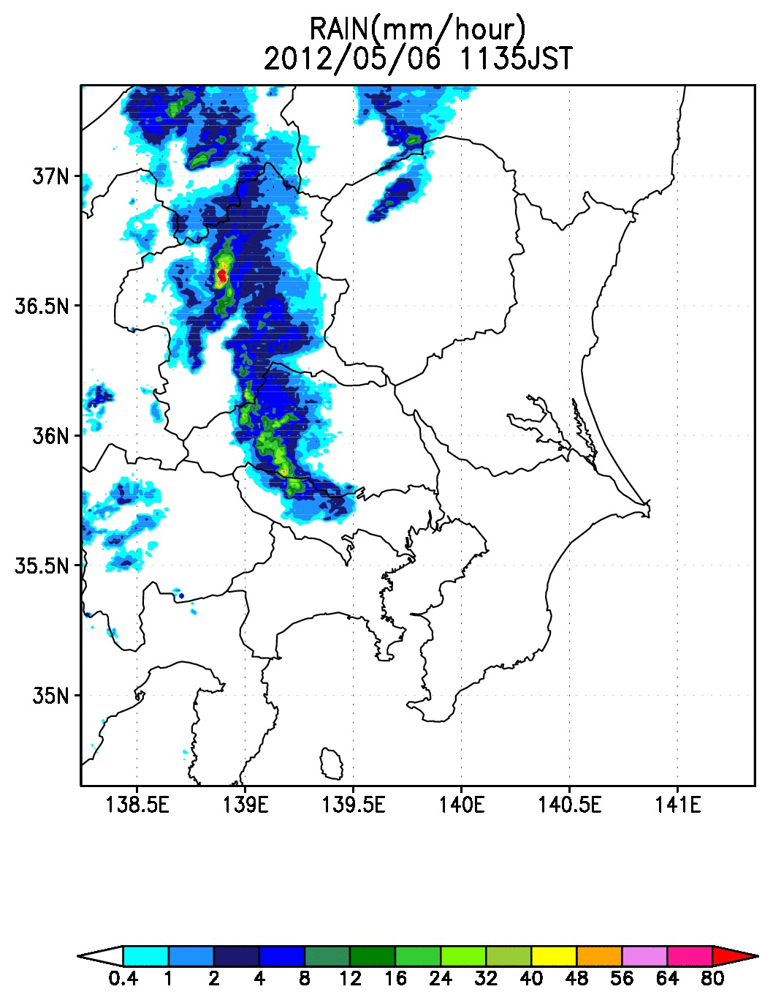 RAIN(mm/hour)
2012/05/06 1135JST
37N
36.5N
36N
35.5N
35N
138.5E 139E 139.5E 140E 140.5E 141E
0.4 1 2 4 8 12 16 24 32 40 48 56 64 80